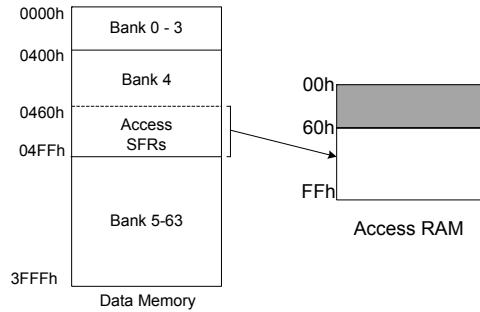 0000h
Bank 0 - 3
0400h
Bank 4
0460h
Access
SFRs
04FFh
Bank 5-63
3FFFh
Data Memory
00h
60h
FFh
Access RAM